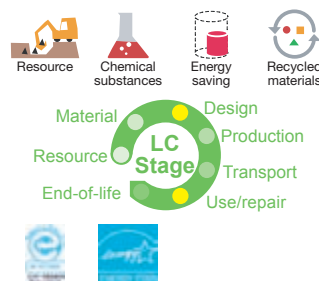 Resource
Chemical
substances
Energy
saving
Recycled
materials
Material
Design
Production
LC
Stage
Resource
Transport
End-of-life
Use/repair